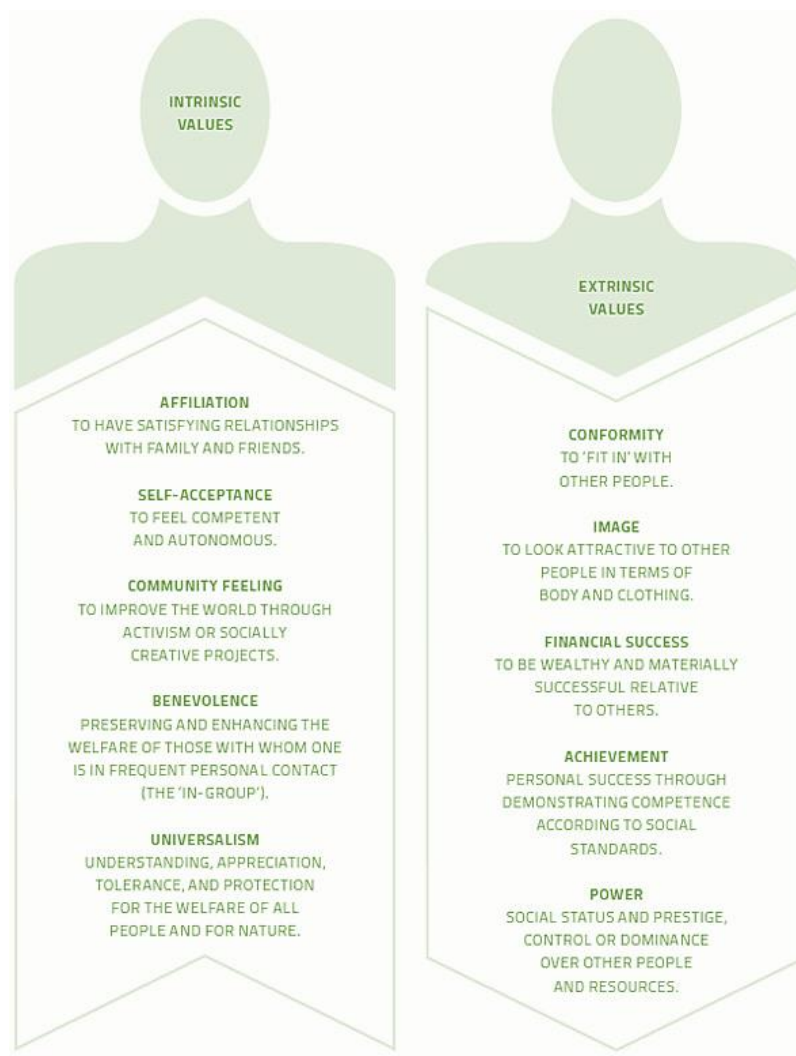 INTRINSIC
VALUES
AFFILIATION
TO HAVE SATISFYING RELATIONSHIPS
WITH FAMILY AND FRIENDS.
SELF-ACCEPTANCE
TO FEEL COMPETENT
AND AUTONOMOUS.
COMMUNITY FEELING
TO IMPROVE THE WORLD THROUGH
ACTIVISM OR SOCIALLY
CREATIVE PROJECTS.
BENEVOLENCE
PRESERVING AND ENHANCING THE
WELFARE OF THOSE WITH WHOM ONE
IS IN FREQUENT PERSONAL CONTACT
(THE 'IN-GROUP').
UNIVERSALISM
UNDERSTANDING, APPRECIATION,
TOLERANCE, AND PROTECTION
FOR THE WELFARE OF ALL
PEOPLE AND FOR NATURE.
EXTRINSIC
VALUES
CONFORMITY
TO 'FIT IN' WITH
OTHER PEOPLE.
IMAGE
TO LOOK ATTRACTIVE TO OTHER
PEOPLE IN TERMS OF
BODY AND CLOTHING.
FINANCIAL SUCCESS
TO BE WEALTHY AND MATERIALLY
SUCCESSFUL RELATIVE
TO OTHERS.
ACHIEVEMENT
PERSONAL SUCCESS THROUGH
DEMONSTRATING COMPETENCE
ACCORDING TO SOCIAL
STANDARDS.
POWER
SOCIAL STATUS AND PRESTIGE,
CONTROL OR DOMINANCE
OVER OTHER PEOPLE
AND RESOURCES.